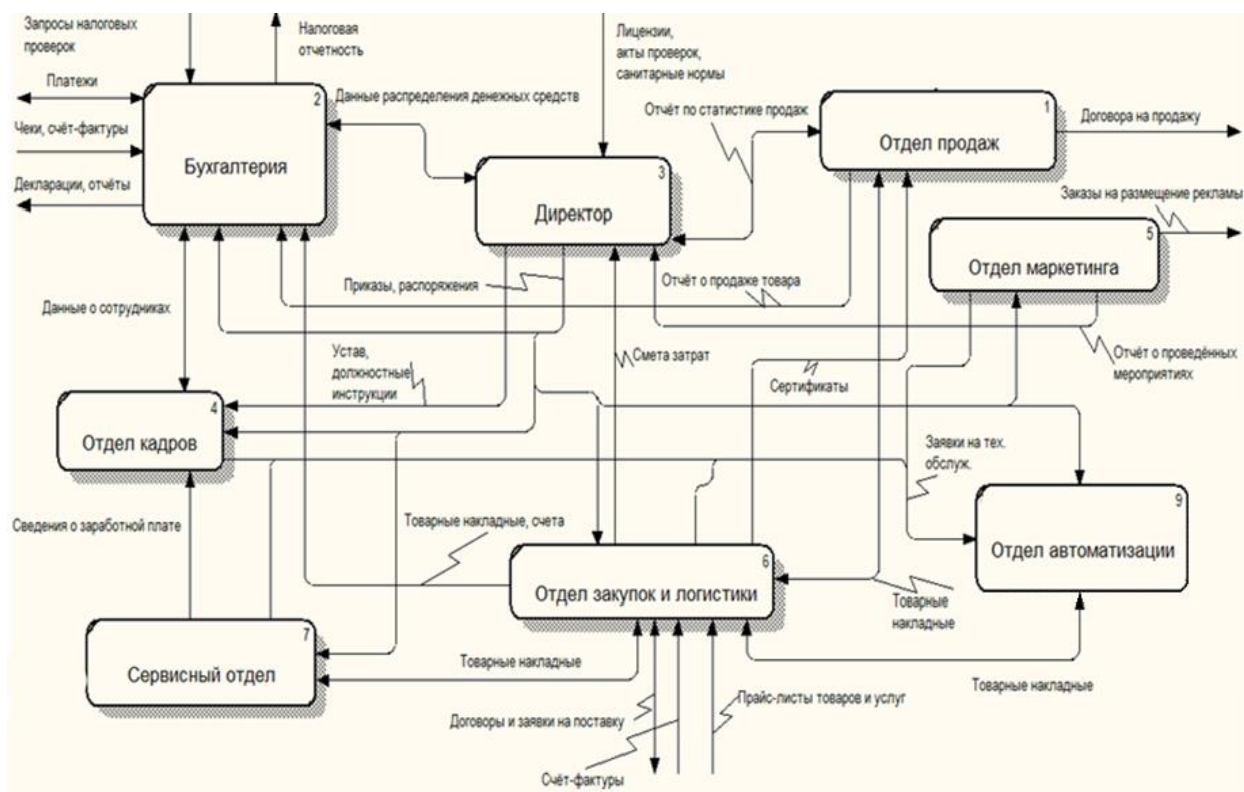 Запросы налоговых
проверок
Налоговая
отчетность
Лицензии,
акты проверок,
санитарные нормы
Платежи
2
Данные распределения денежных средств
Отчёт по статистике продаж
1
Договора на продажу
Чеки, счёт-фактуры
Бухгалтерия
Отдел продаж
Декларации, отчёты
3
Директор
Заказы на размещение рекламы
5
Отдел маркетинга
Приказы, распоряжения
Отчёт о продаже товара
Данные о сотрудниках
Устав,
должностные
инструкции
Смета затрат
Сертификаты
Отчёт о проведённых
мероприятиях
4
Отдел кадров
Заявки на тех.
обслуж.
9
Отдел автоматизации
Сведения о заработной плате
Товарные накладные, счета
6
Отдел закупок и логистики
Товарные
накладные
7
Сервисный отдел
Товарные накладные
Товарные накладные
Прайс-листы товаров и услуг
Договоры и заявки на поставку
Счёт-фактуры